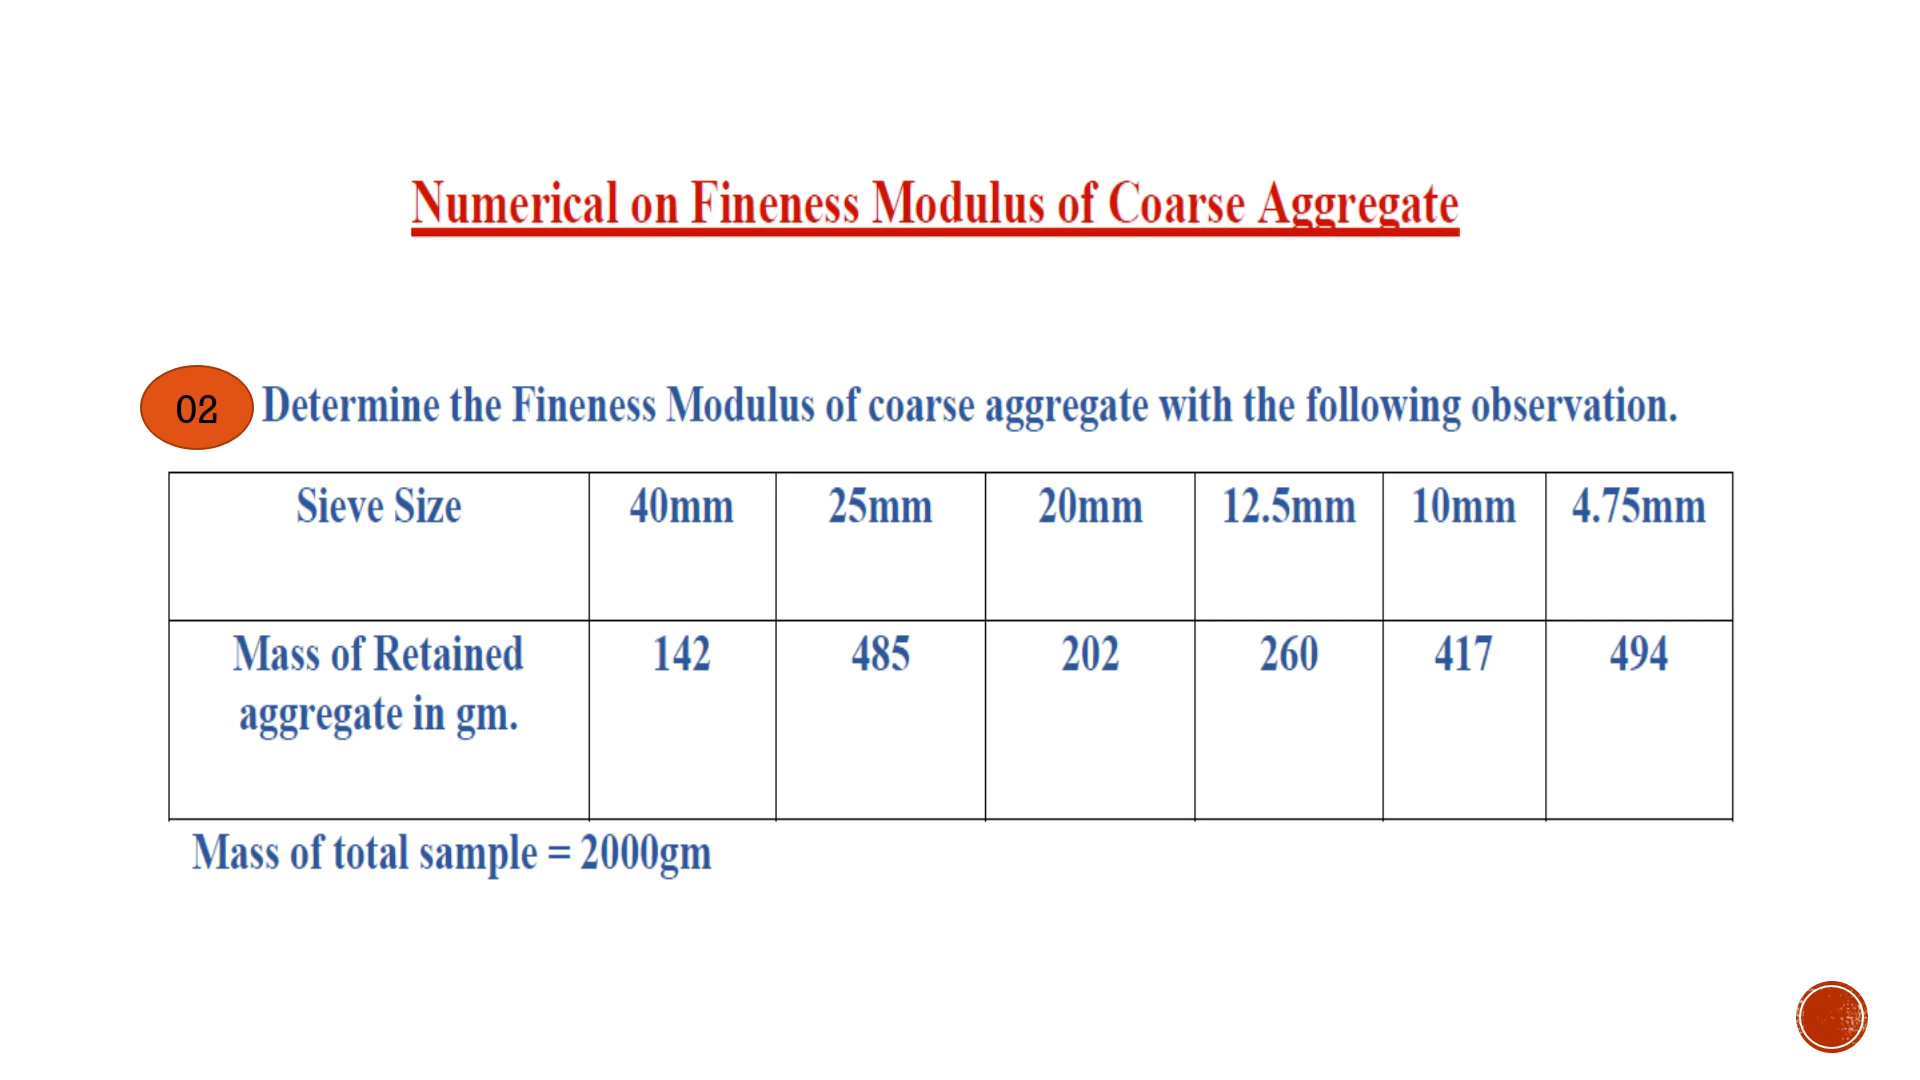 Numerical on Fineness Modulus of Coarse Aggregate
02 Determine the Fineness Modulus of coarse aggregate with the following observation.
Sieve Size 40mm 25mm 20mm 12.5mm 10mm 4.75mm
Mass of Retained 142 485 202 260 417 494
aggregate in gm.
Mass of total sample = 2000gm